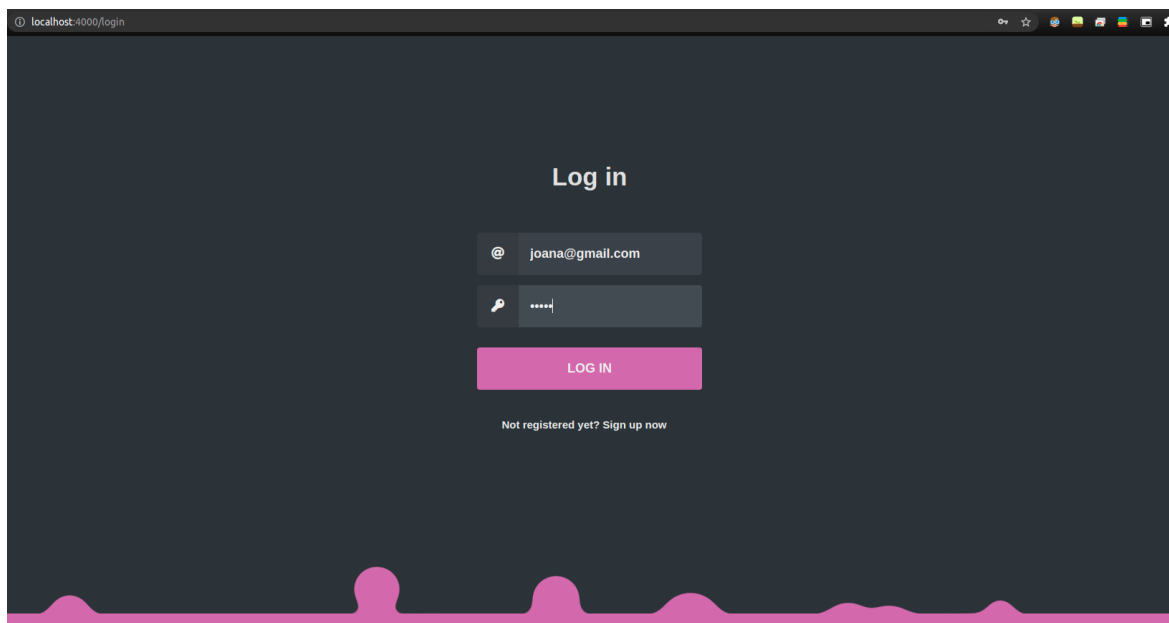 localhost:4000/login
Log in
@ joana@gmail.com
•••••
LOG IN
Not registered yet? Sign up now